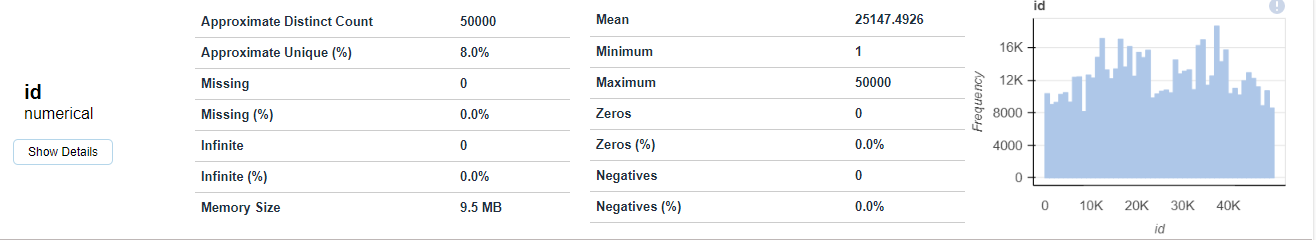 id
numerical
Show Details
Approximate Distinct Count 50000
Approximate Unique (%) 8.0%
Missing 0
Missing (%) 0.0%
Infinite 0
Infinite (%) 0.0%
Memory Size 9.5 MB
Mean 25147.4926
Minimum 1
Maximum 50000
Zeros 0
Zeros (%) 0.0%
Negatives 0
Negatives (%) 0.0%
id
!
Frequency
16K
12K
8000
4000
0
0 10K 20K 30K 40K
id